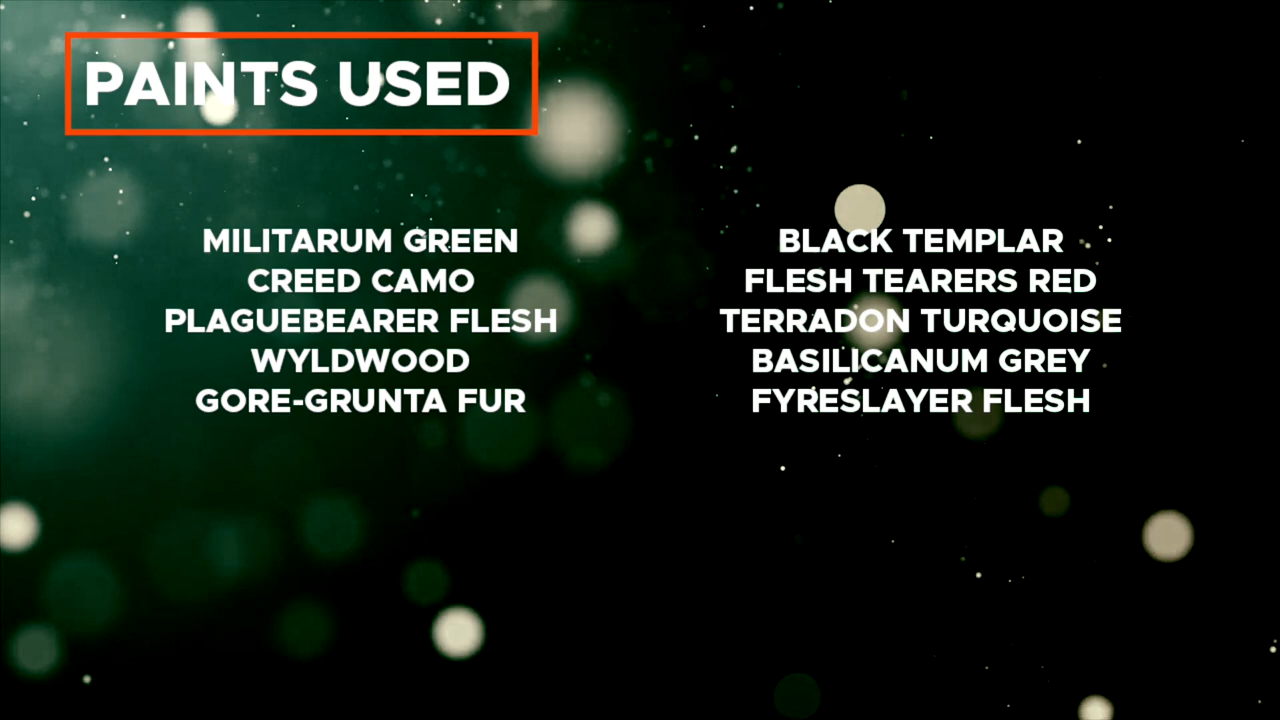 PAINTS USED
MILITARUM GREEN
CREED CAMO
PLAGUEBEARER FLESH
WYLDWOOD
GORE-GRUNTA FUR
BLACK TEMPLAR
FLESH TEARERS RED
TERRADON TURQUOISE
BASILICANUM GREY
FYRESLAYER FLESH